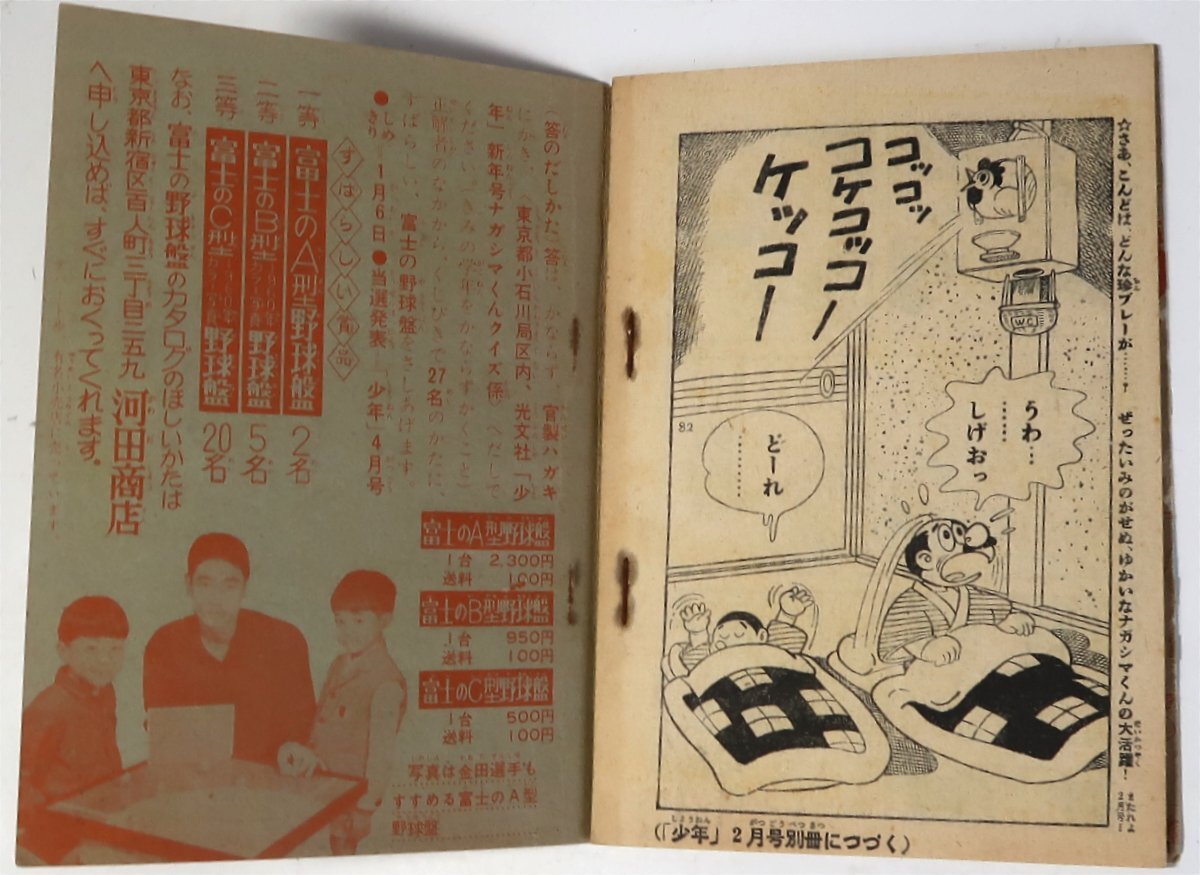 ☆さあ、こんどは、どんな珍プレーが……?　ぜったいみのがせぬ、ゆかいなナガシマくんの大活躍!
またれよ
2月号!
コッコッ
コケコッコー
ケッコー
WC
うわ…
……
しげおっ
どーれ
………
82
(「少年」2月号別冊につづく)
(答のだしかた)答は、かならず官製ハガキ
にかき、(東京都小石川局区内、光文社「少
年」新年号ナガシマくんクイズ係)へだして
ください。(きみの学年をかならずかくこと)
正解者のなかから、くじびきで27名のかたに、
すばらしい、富士の野球盤をさしあげます。
●しめきり―1月6日●当選発表―「少年」4月号
すばらしい賞品
一等　富士のA型野球盤　2名
二等　富士のB型野球盤　5名
三等　富士のC型野球盤　20名
なお、富士の野球盤のカタログのほしいかたは
東京都新宿区百人町三丁目三五九　河田商店
へ申し込めば、すぐにおくってくれます。
富士のA型野球盤
1台　2,300円
送料　100円
富士のB型野球盤
1台　950円
送料　100円
富士のC型野球盤
1台　500円
送料　100円
写真は金田選手も
すすめる富士のA型
野球盤